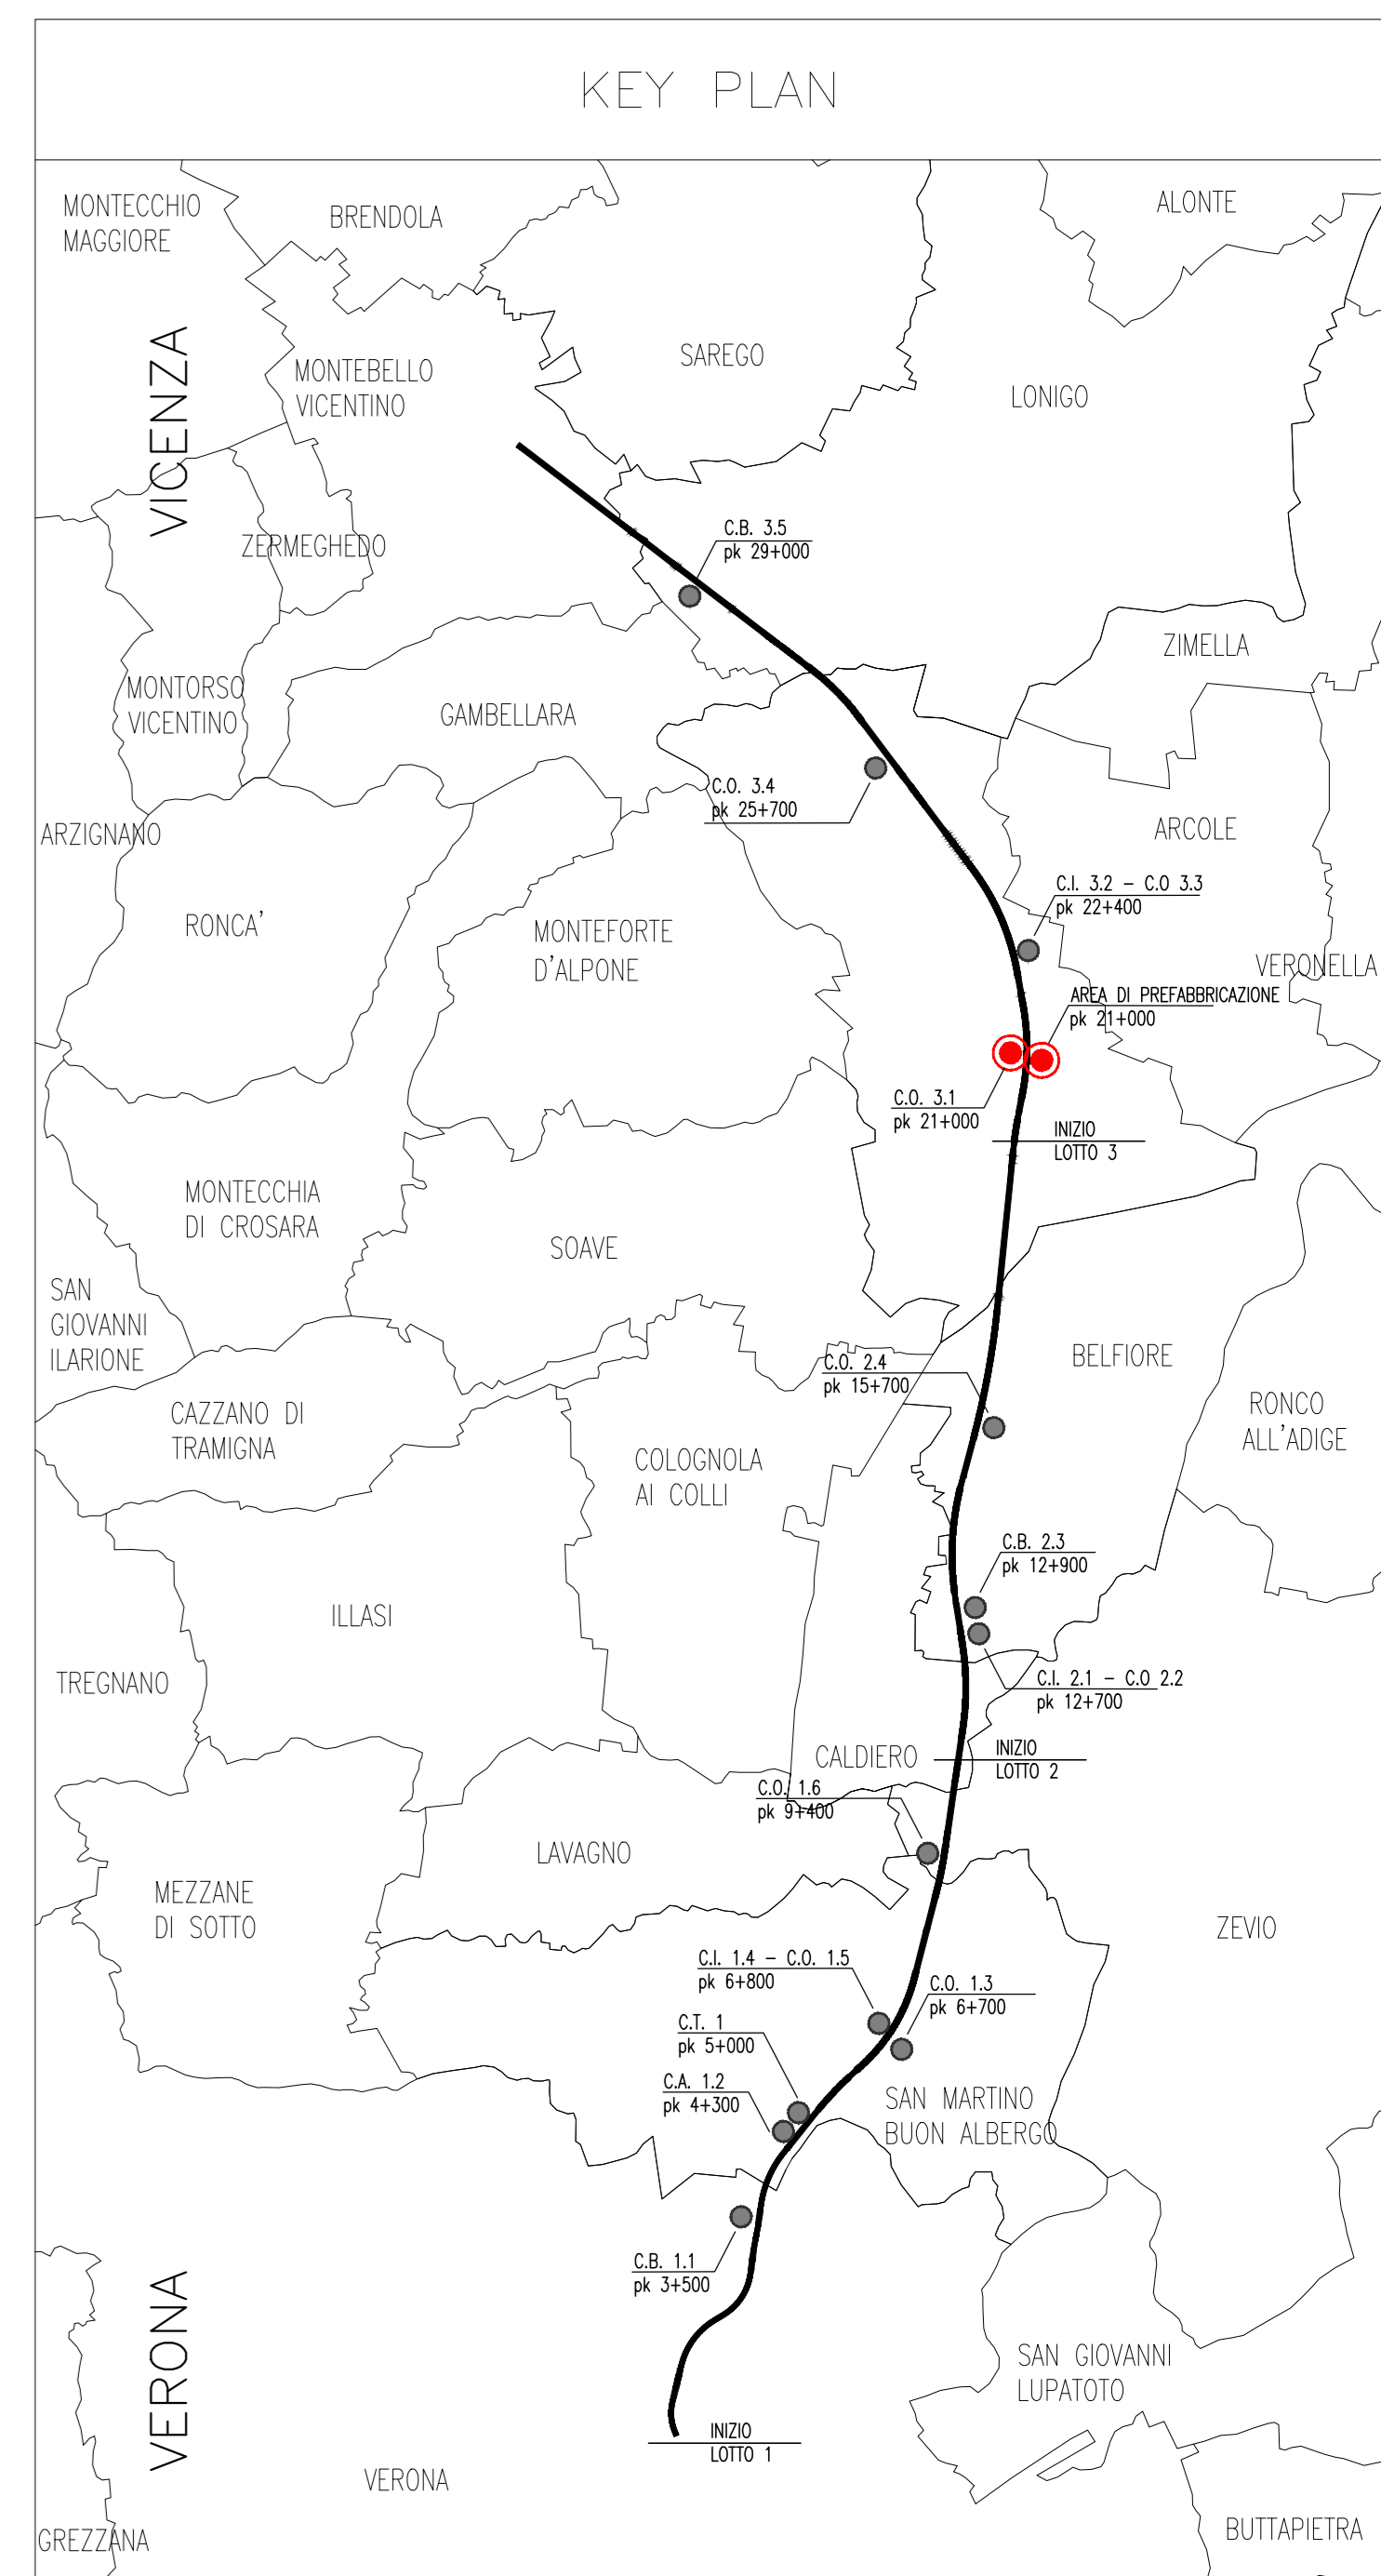 KEY PLAN
MONTECCHIO
MAGGIORE
BRENDOLA
ALONTE
VICENZA
MONTEBELLO
VICENTINO
SAREGO
LONIGO
C.B. 3.5
pk 29+000
ZERMEGHEDO
ZIMELLA
MONTORSO
VICENTINO
GAMBELLARA
C.O. 3.4
pk 25+700
ARZIGNANO
ARCOLE
RONCA'
C.I. 3.2 - C.O 3.3
pk 22+400
MONTEFORTE
D'ALPONE
VERONELLA
AREA DI PREFABBRICAZIONE
pk 21+000
C.O. 3.1
pk 21+000
INIZIO
LOTTO 3
MONTECCHIA
DI CROSARA
SOAVE
SAN
GIOVANNI
ILARIONE
C.O. 2.4
pk 15+700
BELFIORE
RONCO
ALL'ADIGE
CAZZANO DI
TRAMIGNA
COLOGNOLA
AI COLLI
C.B. 2.3
pk 12+900
ILLASI
TREGNANO
C.I. 2.1 - C.O 2.2
pk 12+700
CALDIERO
INIZIO
LOTTO 2
C.O. 1.6
pk 9+400
LAVAGNO
MEZZANE
DI SOTTO
ZEVIO
C.I. 1.4 - C.O. 1.5
pk 6+800
C.O. 1.3
pk 6+700
C.T. 1
pk 5+000
C.A. 1.2
pk 4+300
SAN MARTINO
BUON ALBERGO
C.B. 1.1
pk 3+500
VERONA
SAN GIOVANNI
LUPATOTO
INIZIO
LOTTO 1
VERONA
GREZZANA
BUTTAPIETRA